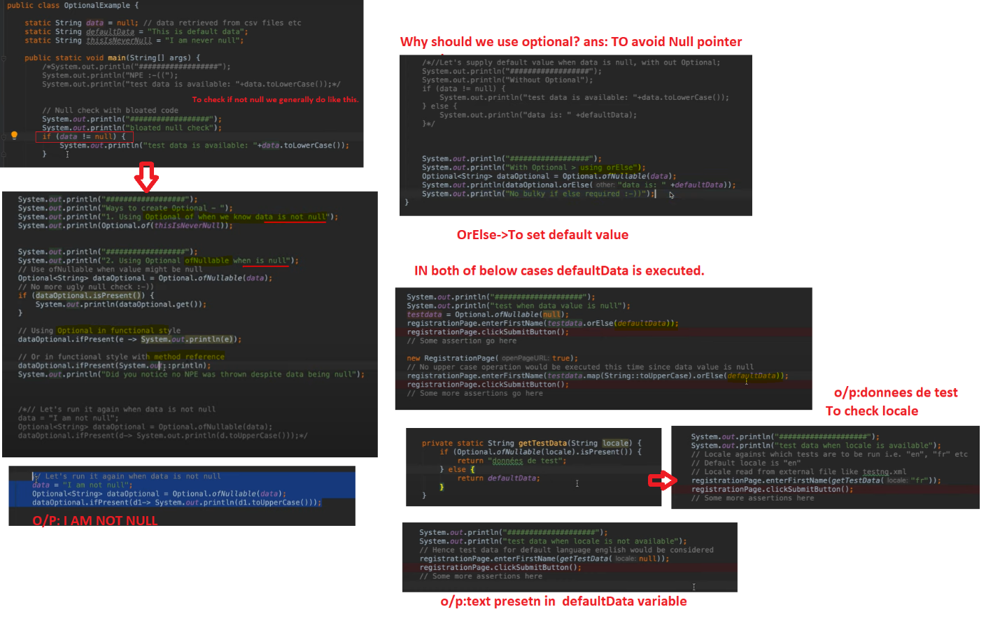 public class OptionalExample {
static String data = null; // data retrieved from csv files etc
static String defaultData = "This is default data";
static String thisIsNeverNull = "I am never null";
public static void main(String[] args) {
/*System.out.println("##################");
System.out.println("NPE :-((");
System.out.println("test data is available: "+data.toLowerCase());*/
To check if not null we generally do like this.
// Null check with bloated code
System.out.println("##################");
System.out.println("bloated null check");
if (data != null) {
System.out.println("test data is available: "+data.toLowerCase());
}
System.out.println("##################");
System.out.println("Ways to create Optional - ");
System.out.println("1. Using Optional of when we know data is not null");
System.out.println(Optional.of(thisIsNeverNull));
System.out.println("##################");
System.out.println("2. Using Optional ofNullable when is null");
// Use ofNullable when value might be null
Optional<String> dataOptional = Optional.ofNullable(data);
// No more ugly null check :-))
if (dataOptional.isPresent()) {
System.out.println(dataOptional.get());
}
// Using Optional in functional style
dataOptional.ifPresent(e -> System.out.println(e));
// Or in functional style with method reference
dataOptional.ifPresent(System.out::println);
System.out.println("Did you notice no NPE was thrown despite data being null");
/*// Let's run it again when data is not null
data = "I am not null";
Optional<String> dataOptional = Optional.ofNullable(data);
dataOptional.ifPresent(d-> System.out.println(d.toUpperCase()));*/
// Let's run it again when data is not null
data = "I am not null";
Optional<String> dataOptional = Optional.ofNullable(data);
dataOptional.ifPresent(d1-> System.out.println(d1.toUpperCase()));
O/P: I AM NOT NULL
Why should we use optional? ans: TO avoid Null pointer
/*//Let's supply default value when data is null, with out Optional;
System.out.println("##################");
System.out.println("Without Optional");
if (data != null) {
System.out.println("test data is available: "+data.toLowerCase());
} else {
System.out.println("data is: " +defaultData);
}*/
System.out.println("##################");
System.out.println("With Optional > using orElse");
Optional<String> dataOptional = Optional.ofNullable(data);
System.out.println(dataOptional.orElse( other: "data is: " +defaultData));
System.out.println("No bulky if else required :-))");
}
OrElse->To set default value
IN both of below cases defaultData is executed.
System.out.println("####################");
System.out.println("test when data value is null");
testdata = Optional.ofNullable(null);
registrationPage.enterFirstName(testdata.orElse(defaultData));
registrationPage.clickSubmitButton();
// Some assertion go here
new RegistrationPage( openPageURL: true);
// No upper case operation would be executed this time since data value is null
registrationPage.enterFirstName(testdata.map(String::toUpperCase).orElse(defaultData));
registrationPage.clickSubmitButton();
// Some more assertions go here
o/p:donnees de test
To check locale
private static String getTestData(String locale) {
if (Optional.ofNullable(locale).isPresent()) {
return "données de test";
} else {
return defaultData;
}
}
System.out.println("####################");
System.out.println("test data when locale is available");
// Locale against which tests are to be run i.e. "en", "fr" etc
// Default locale is "en"
// Locale read from external file like testng.xml
registrationPage.enterFirstName(getTestData( locale: "fr"));
registrationPage.clickSubmitButton();
// Some more assertions here
System.out.println("####################");
System.out.println("test data when locale is not available");
// Hence test data for default language english would be considered
registrationPage.enterFirstName(getTestData( locale: null));
registrationPage.clickSubmitButton();
// Some more assertions here
o/p:text presetn in defaultData variable